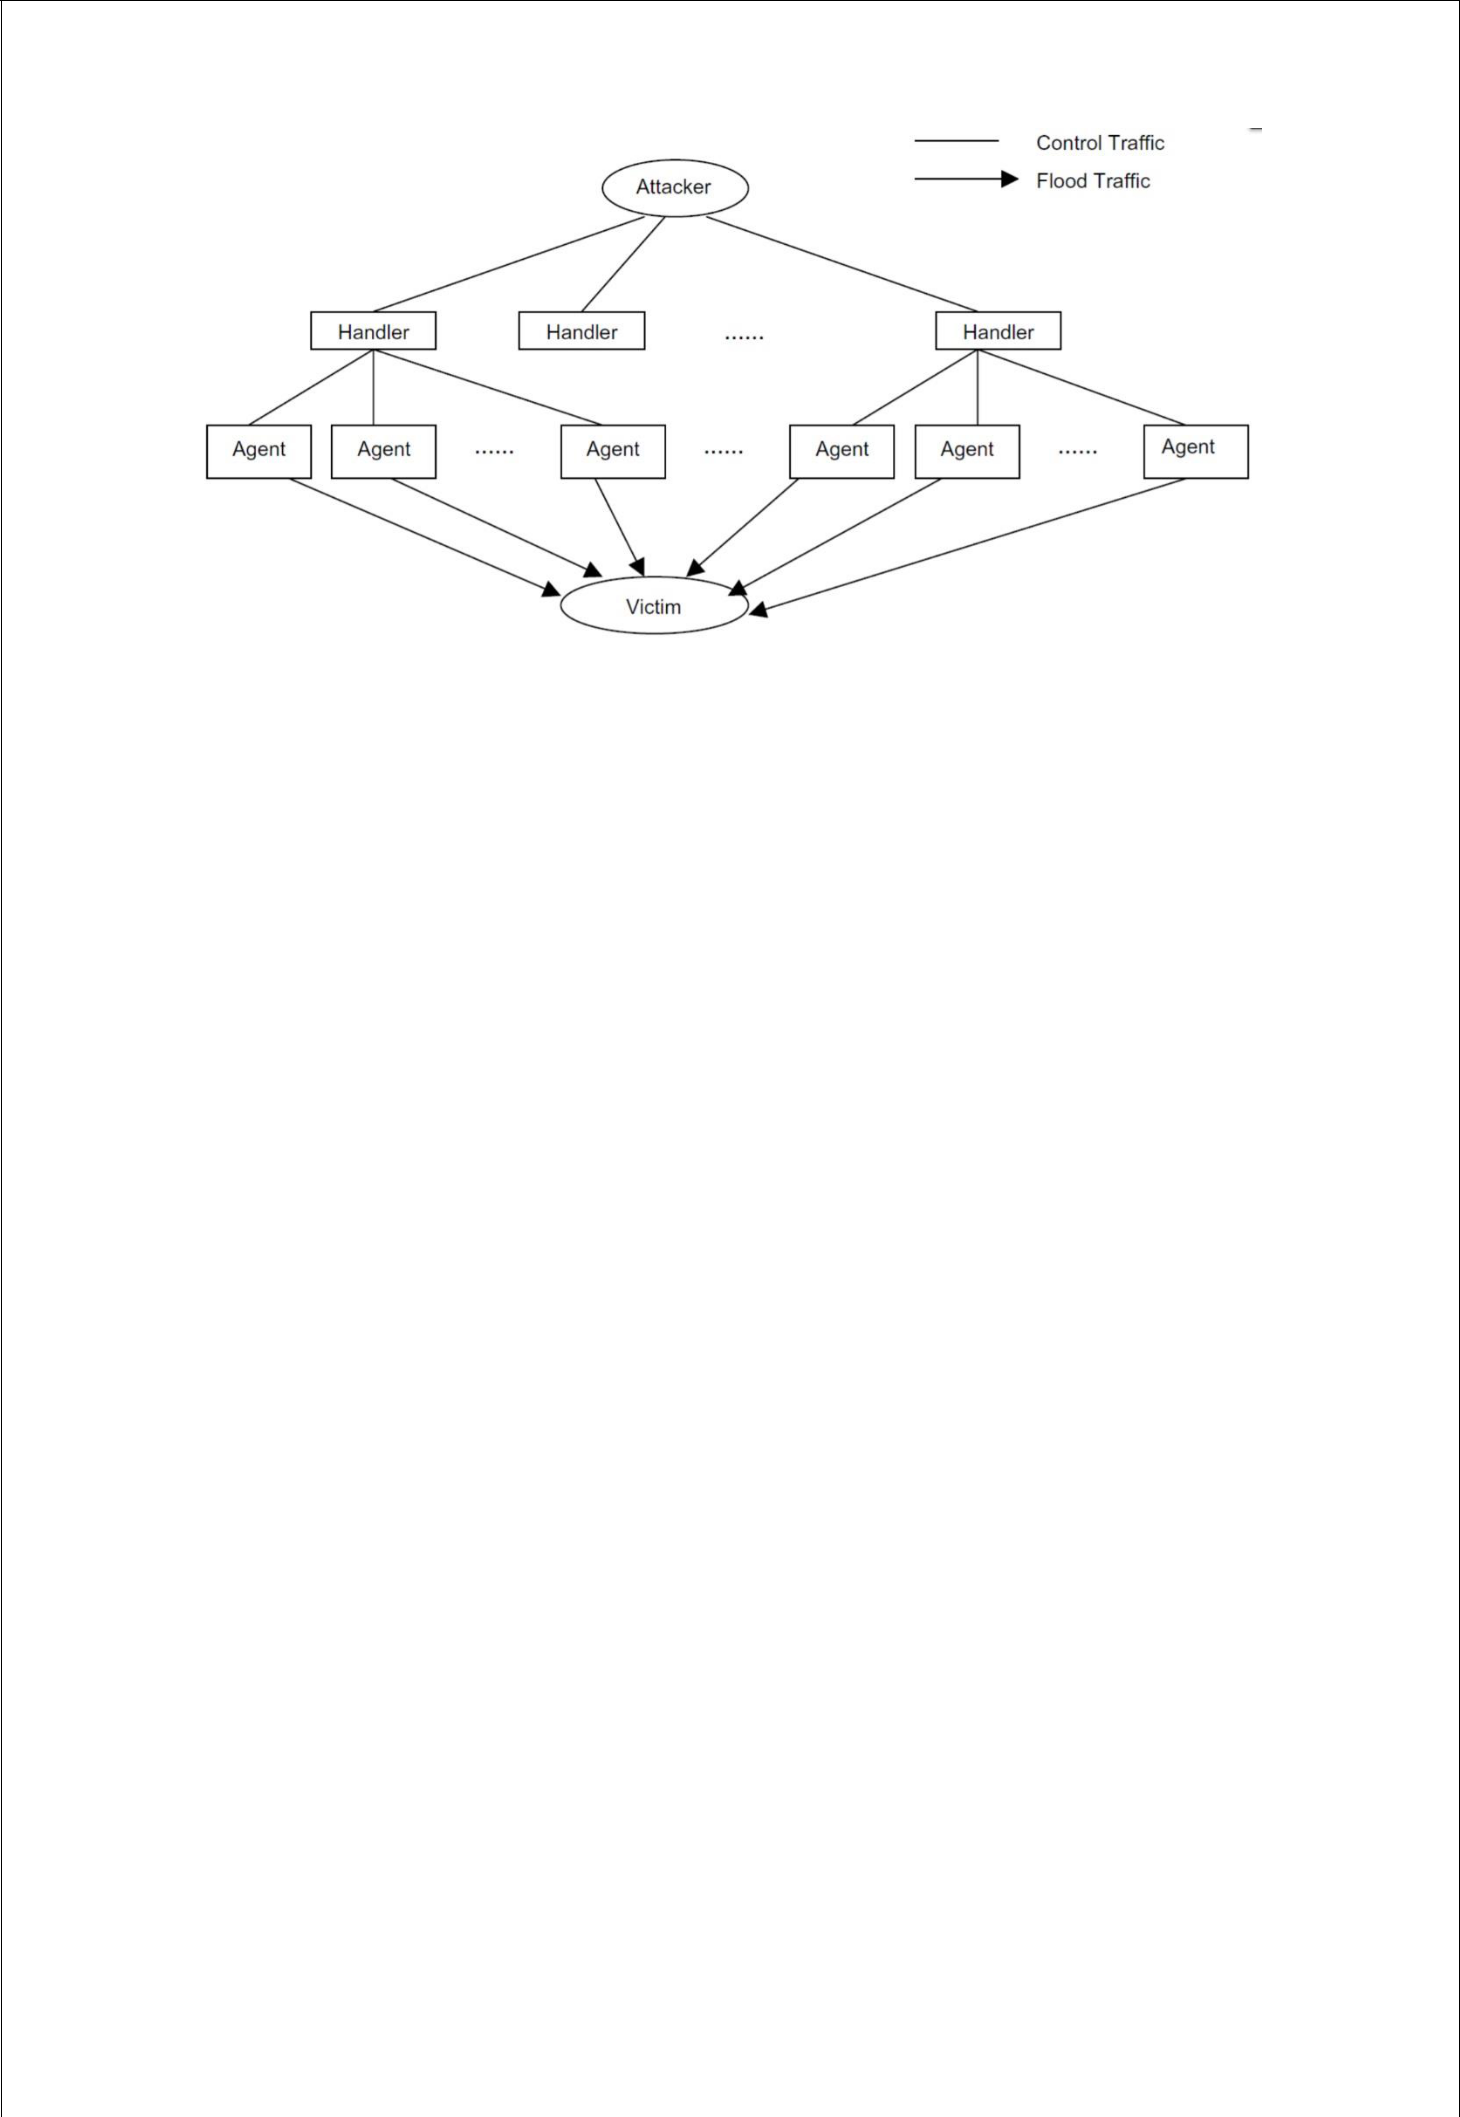 Control Traffic
Flood Traffic
Attacker
Handler Handler ...... Handler
Agent Agent ...... Agent ...... Agent Agent ...... Agent
Victim